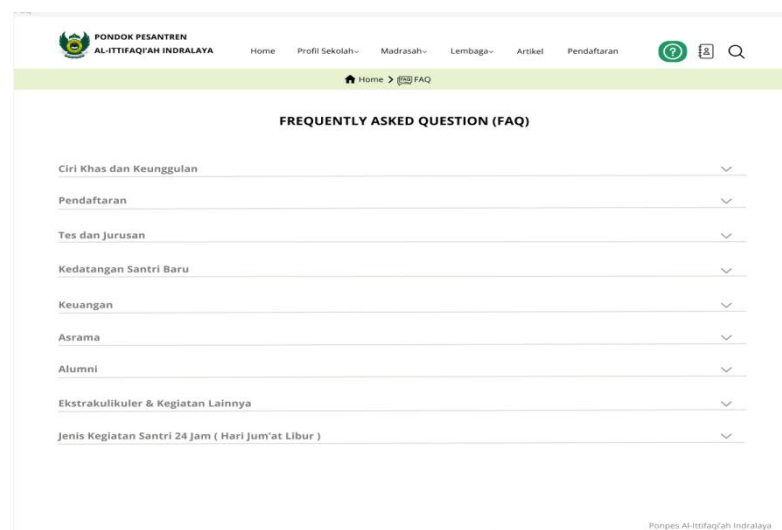 PONDOK PESANTREN
AL-ITTIFAQI'AH INDRALAYA
Home Profil Sekolah Madrasah Lembaga Artikel Pendaftaran
Home > FAQ FAQ
FREQUENTLY ASKED QUESTION (FAQ)
Ciri Khas dan Keunggulan
Pendaftaran
Tes dan Jurusan
Kedatangan Santri Baru
Keuangan
Asrama
Alumni
Ekstrakulikuler & Kegiatan Lainnya
Jenis Kegiatan Santri 24 Jam ( Hari Jum'at Libur )
Ponpes Al-Ittifaqi'ah Indralaya